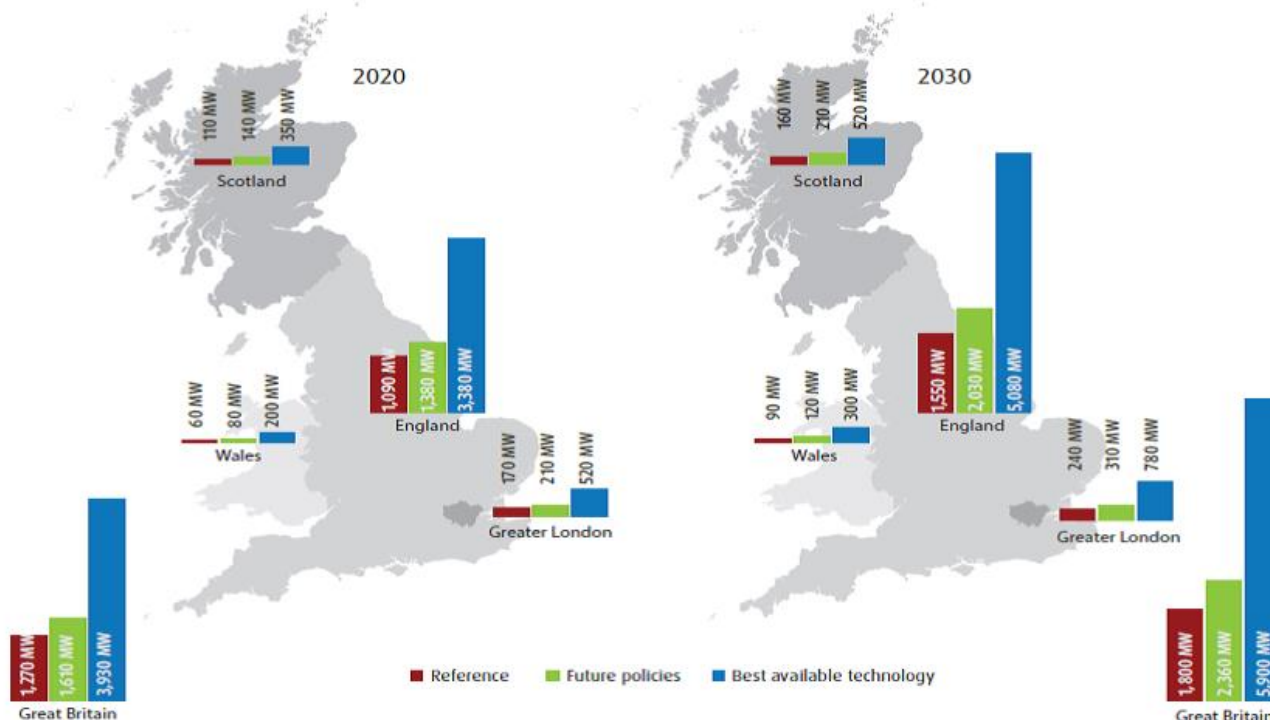 2020
110 MW 140 MW 350 MW
Scotland
1,090 MW 1,380 MW 3,380 MW
England
60 MW 80 MW 200 MW
Wales
170 MW 210 MW 520 MW
Greater London
1,270 MW 1,610 MW 3,930 MW
Great Britain
2030
160 MW 210 MW 520 MW
Scotland
1,550 MW 2,030 MW 5,080 MW
England
90 MW 120 MW 300 MW
Wales
240 MW 310 MW 780 MW
Greater London
1,800 MW 2,360 MW 5,900 MW
Great Britain
Reference Future policies Best available technology